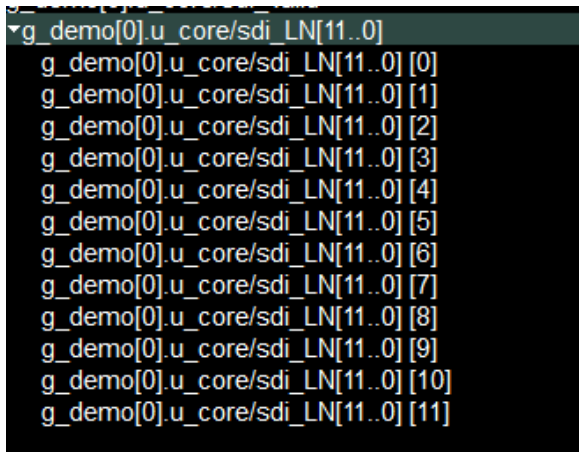 g_demo[0].u_core/sdi_LN[11..0]
g_demo[0].u_core/sdi_LN[11..0] [0]
g_demo[0].u_core/sdi_LN[11..0] [1]
g_demo[0].u_core/sdi_LN[11..0] [2]
g_demo[0].u_core/sdi_LN[11..0] [3]
g_demo[0].u_core/sdi_LN[11..0] [4]
g_demo[0].u_core/sdi_LN[11..0] [5]
g_demo[0].u_core/sdi_LN[11..0] [6]
g_demo[0].u_core/sdi_LN[11..0] [7]
g_demo[0].u_core/sdi_LN[11..0] [8]
g_demo[0].u_core/sdi_LN[11..0] [9]
g_demo[0].u_core/sdi_LN[11..0] [10]
g_demo[0].u_core/sdi_LN[11..0] [11]